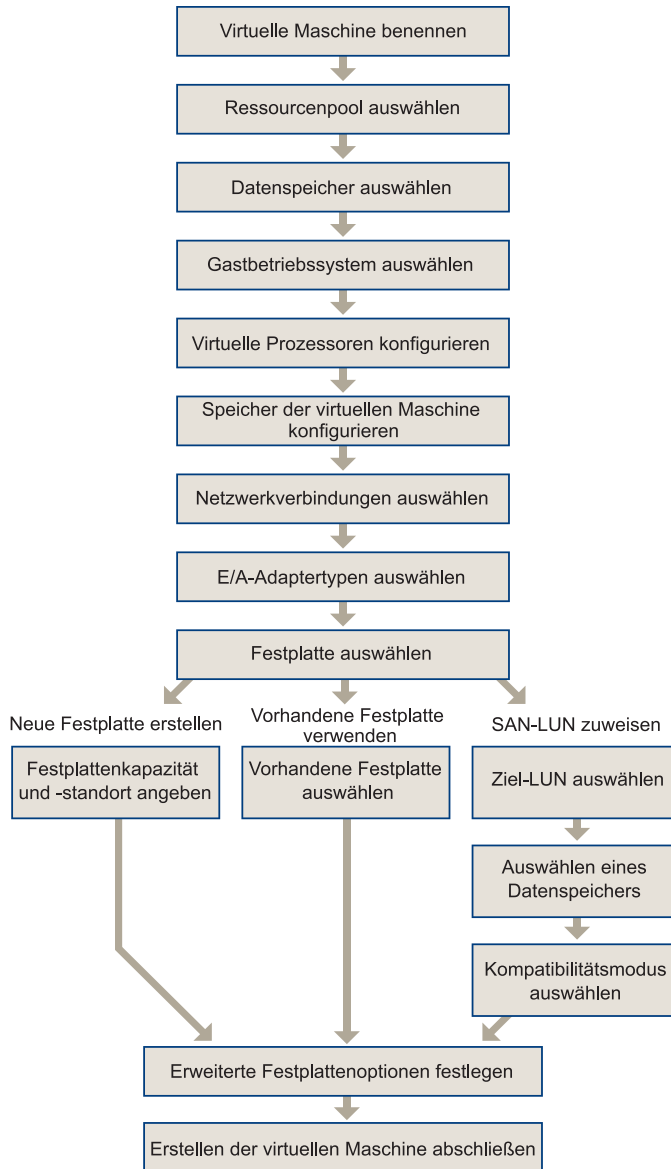 Virtuelle Maschine benennen
Ressourcenpool auswählen
Datenspeicher auswählen
Gastbetriebssystem auswählen
Virtuelle Prozessoren konfigurieren
Speicher der virtuellen Maschine
konfigurieren
Netzwerkverbindungen auswählen
E/A-Adaptertypen auswählen
Festplatte auswählen
Neue Festplatte erstellen
Festplattenkapazität
und -standort angeben
Vorhandene Festplatte
verwenden
Vorhandene Festplatte
auswählen
SAN-LUN zuweisen
Ziel-LUN auswählen
Auswählen eines
Datenspeichers
Kompatibilitätsmodus
auswählen
Erweiterte Festplattenoptionen festlegen
Erstellen der virtuellen Maschine abschließen